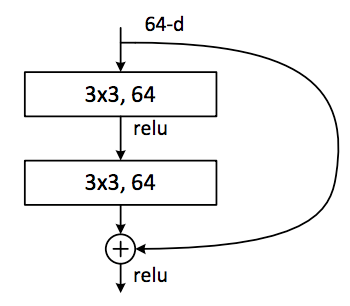 64-d
3x3, 64
relu
3x3, 64
+
relu